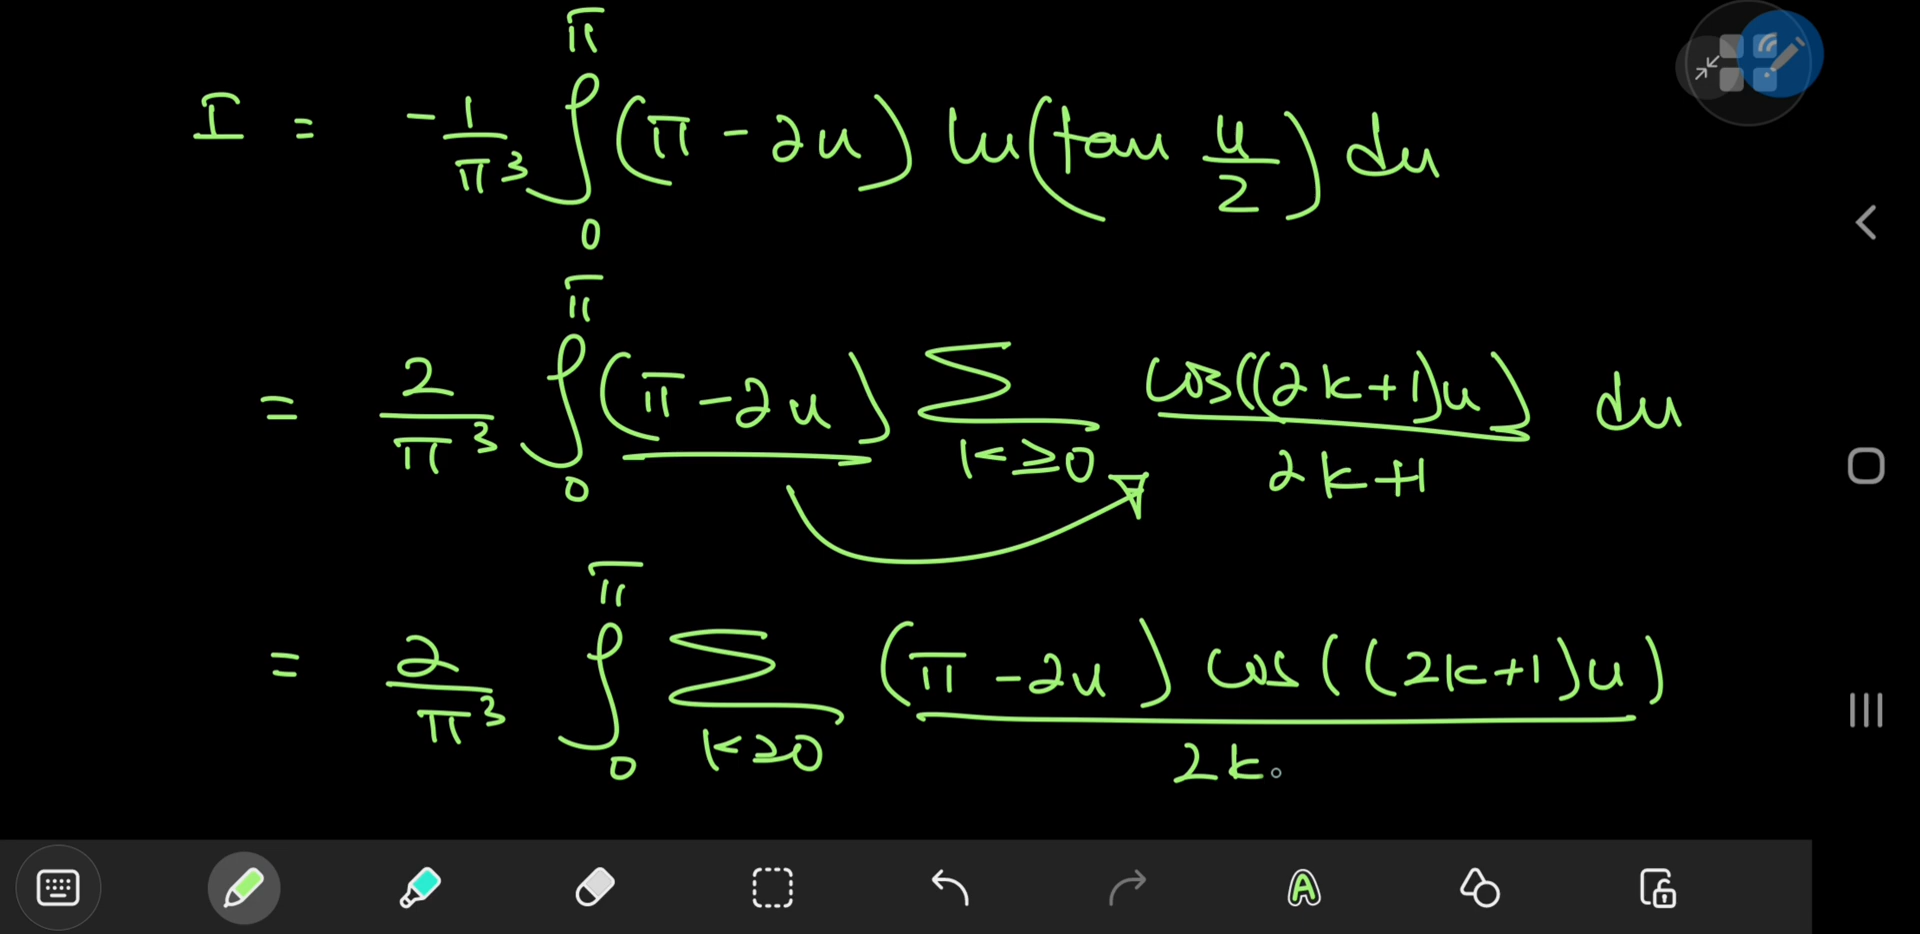 I = -1/π³ ∫₀^π (π - 2u) ln(tan u/2) du
= 2/π³ ∫₀^π (π - 2u) Σ_{k≥0} cos((2k+1)u)/(2k+1) du
= 2/π³ ∫₀^π Σ_{k≥0} (π - 2u) cos((2k+1)u)/2k
A